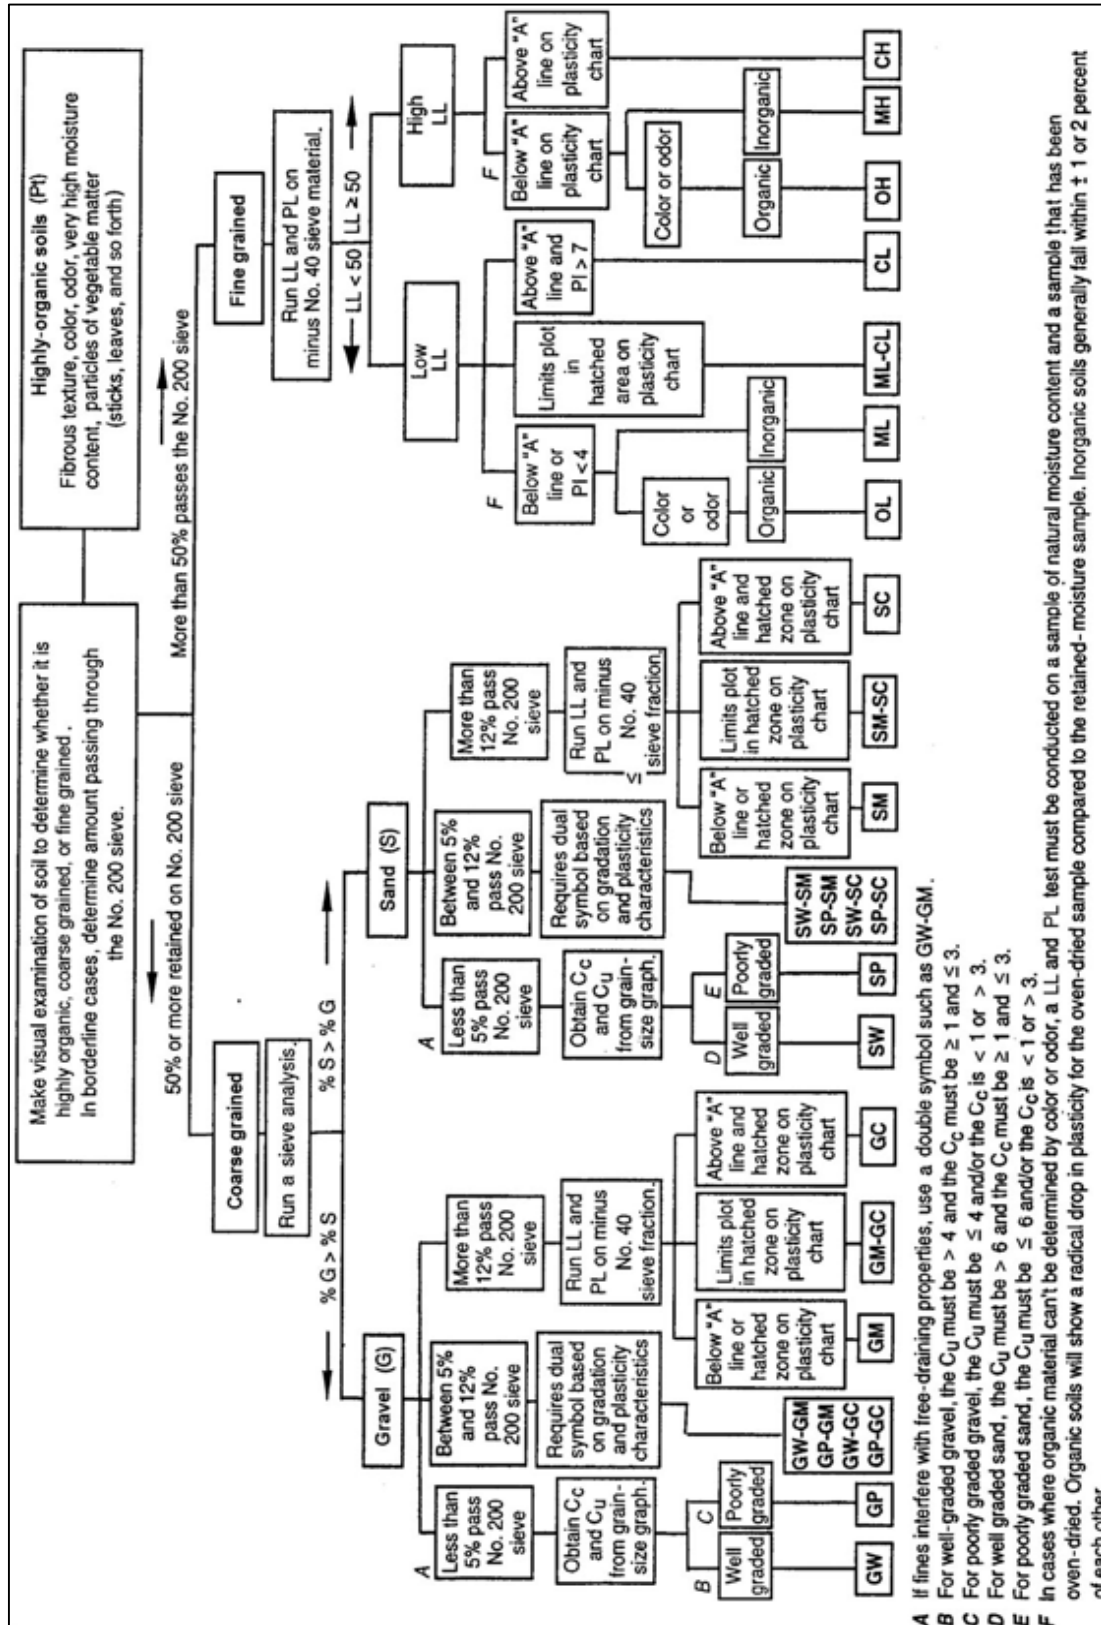 Make visual examination of soil to determine whether it is
highly organic, coarse grained, or fine grained.
In borderline cases, determine amount passing through
the No. 200 sieve.
Highly-organic soils (Pt)
Fibrous texture, color, odor, very high moisture
content, particles of vegetable matter
(sticks, leaves, and so forth)
50% or more retained on No. 200 sieve
More than 50% passes the No. 200 sieve
Coarse grained
Run a sieve analysis.
%G > %S
%S > %G
Gravel (G)
Less than
5% pass
No. 200
sieve
Between 5%
and 12%
pass No.
200 sieve
More than
12% pass
No. 200
sieve
A
Obtain Cc
and Cu
from grain-
size graph.
Requires dual
symbol based
on gradation
and plasticity
characteristics
Run LL and
PL on minus
No. 40
sieve fraction.
B
Well
graded
C
Poorly
graded
Below "A"
line or
hatched
zone on
plasticity
chart
Limits plot
in hatched
zone on
plasticity
chart
Above "A"
line and
hatched
zone on
plasticity
chart
GW
GP
GW-GM
GP-GM
GW-GC
GP-GC
GM
GM-GC
GC
Sand (S)
A
Less than
5% pass
No. 200
sieve
Between 5%
and 12%
pass No.
200 sieve
More than
12% pass
No. 200
sieve
Obtain Cc
and Cu
from grain-
size graph.
Requires dual
symbol based
on gradation
and plasticity
characteristics
Run LL and
PL on minus
No. 40
≤ sieve fraction.
D
Well
graded
E
Poorly
graded
Below "A"
line or
hatched
zone on
plasticity
chart
Limits plot
in hatched
zone on
plasticity
chart
Above "A"
line and
hatched
zone on
plasticity
chart
SW
SP
SW-SM
SP-SM
SW-SC
SP-SC
SM
SM-SC
SC
Fine grained
Run LL and PL on
minus No. 40 sieve material.
LL < 50
LL ≥ 50
Low
LL
High
LL
F
Below "A"
line or
PI < 4
Limits plot
in
hatched
area on
plasticity
chart
Above "A"
line and
PI > 7
F
Below "A"
line on
plasticity
chart
Above "A"
line on
plasticity
chart
Color
or
odor
Color or odor
Organic
Inorganic
Organic
Inorganic
OL
ML
ML-CL
CL
OH
MH
CH
A If fines interfere with free-draining properties, use a double symbol such as GW-GM.
B For well-graded gravel, the Cu must be > 4 and the Cc must be ≥ 1 and ≤ 3.
C For poorly graded gravel, the Cu must be ≤ 4 and/or the Cc is < 1 or > 3.
D For well graded sand, the Cu must be > 6 and the Cc must be ≥ 1 and ≤ 3.
E For poorly graded sand, the Cu must be ≤ 6 and/or the Cc is < 1 or > 3.
F In cases where organic material can't be determined by color or odor, a LL and PL test must be conducted on a sample of natural moisture content and a sample that has been
oven-dried. Organic soils will show a radical drop in plasticity for the oven-dried sample compared to the retained-moisture sample. Inorganic soils generally fall within ± 1 or 2 percent
of each other